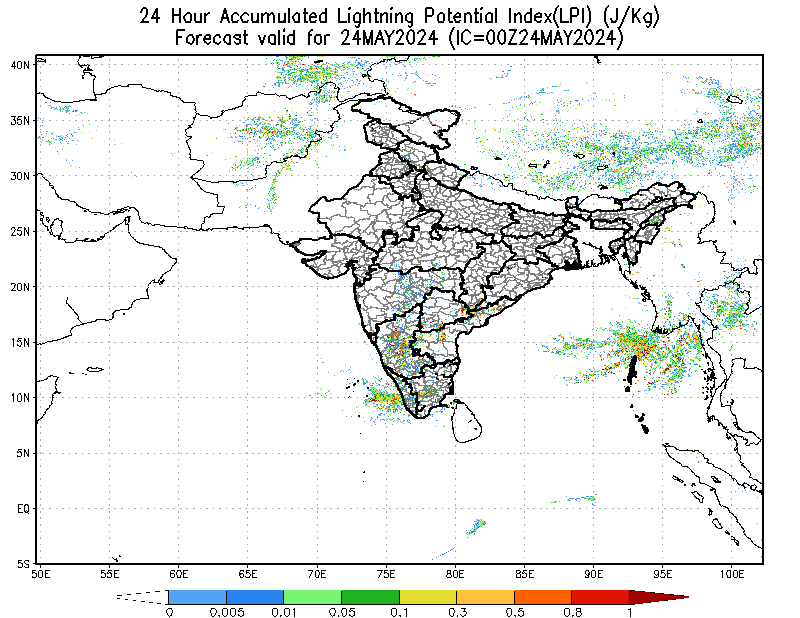 24 Hour Accumulated Lightning Potential Index(LPI) (J/Kg)
Forecast valid for 24MAY2024 (IC=00Z24MAY2024)
40N
35N
30N
25N
20N
15N
10N
5N
EQ
5S
50E 55E 60E 65E 70E 75E 80E 85E 90E 95E 100E
0 0.005 0.01 0.05 0.1 0.3 0.5 0.8 1